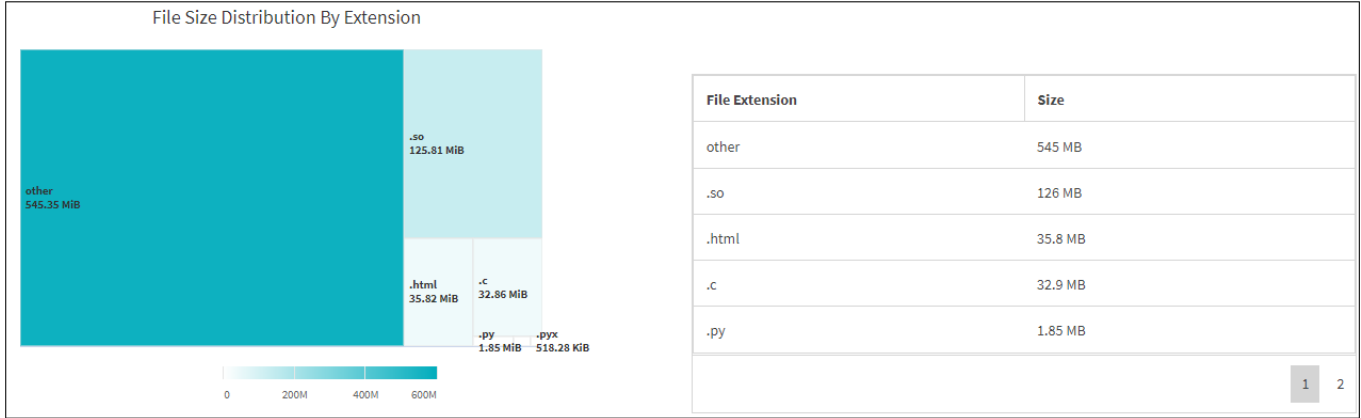 File Size Distribution By Extension
other
545.35 MiB
.so
125.81 MiB
.html
35.82 MiB
.c
32.86 MiB
.py
1.85 MiB
.pyx
518.28 KiB
0 200M 400M 600M
File Extension Size
other 545 MB
.so 126 MB
.html 35.8 MB
.c 32.9 MB
.py 1.85 MB
1 2